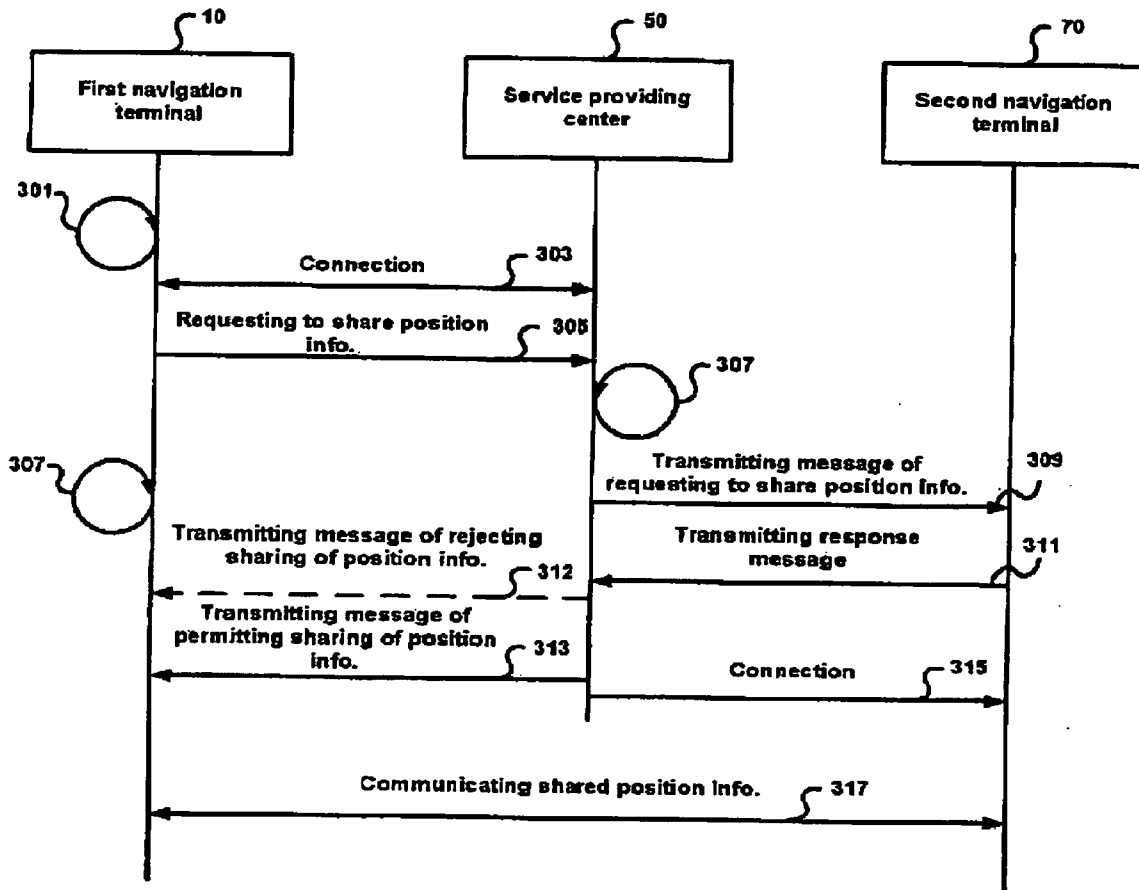 10
50
70
First navigation
terminal
Service providing
center
Second navigation
terminal
301
Connection
303
Requesting to share position
info.
305
307
307
Transmitting message of
requesting to share position info.
309
Transmitting message of rejecting
sharing of position info.
312
Transmitting response
message
311
Transmitting message of
permitting sharing of position
info.
313
Connection
315
Communicating shared position info.
317